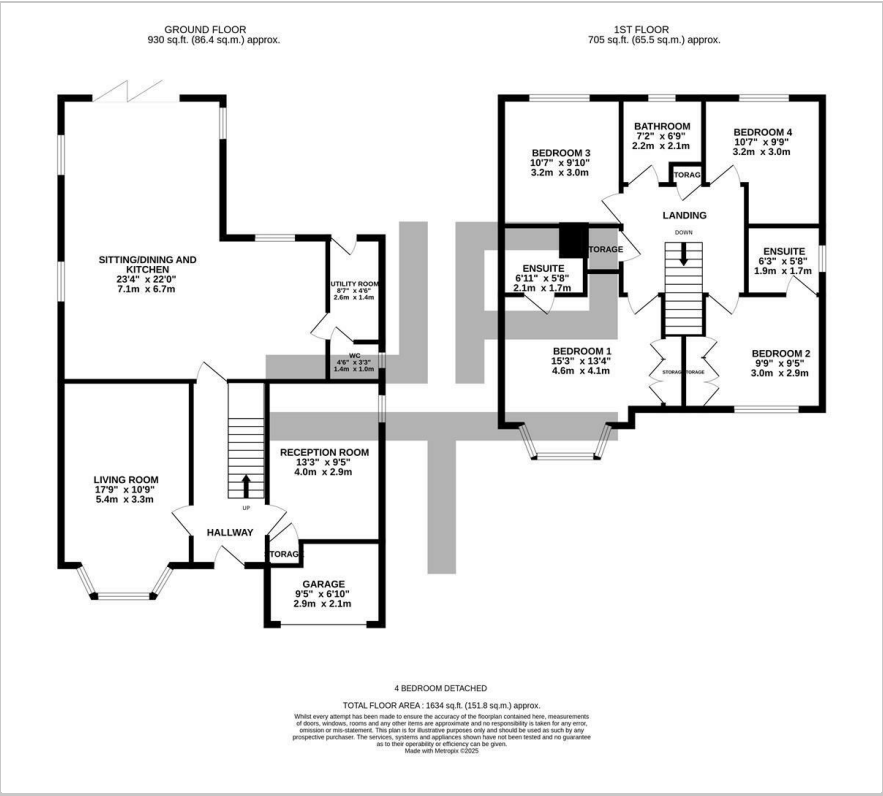 GROUND FLOOR
930 sq.ft. (86.4 sq.m.) approx.
1ST FLOOR
705 sq.ft. (65.5 sq.m.) approx.
SITTING/DINING AND
KITCHEN
23'4" x 22'0"
7.1m x 6.7m
UTILITY ROOM
8'7" x 4'6"
2.6m x 1.4m
WC
4'6" x 3'3"
1.4m x 1.0m
LIVING ROOM
17'9" x 10'9"
5.4m x 3.3m
RECEPTION ROOM
13'3" x 9'5"
4.0m x 2.9m
UP
HALLWAY
TORAG
GARAGE
9'5" x 6'10"
2.9m x 2.1m
BEDROOM 3
10'7" x 9'10"
3.2m x 3.0m
BATHROOM
7'2" x 6'9"
2.2m x 2.1m
BEDROOM 4
10'7" x 9'9"
3.2m x 3.0m
TORAG
LANDING
DOWN
TORAGE
ENSUITE
6'11" x 5'8"
2.1m x 1.7m
ENSUITE
6'3" x 5'8"
1.9m x 1.7m
BEDROOM 1
15'3" x 13'4"
4.6m x 4.1m
STORAG
TORAGE
BEDROOM 2
9'9" x 9'5"
3.0m x 2.9m
4 BEDROOM DETACHED
TOTAL FLOOR AREA : 1634 sq.ft. (151.8 sq.m.) approx.
Whilst every attempt has been made to ensure the accuracy of the floorplan contained here, measurements
of doors, windows, rooms and any other items are approximate and no responsibility is taken for any error,
omission or mis-statement. This plan is for illustrative purposes only and should be used as such by any
prospective purchaser. The services, systems and appliances shown have not been tested and no guarantee
as to their operability or efficiency can be given.
Made with Metropix ©2025